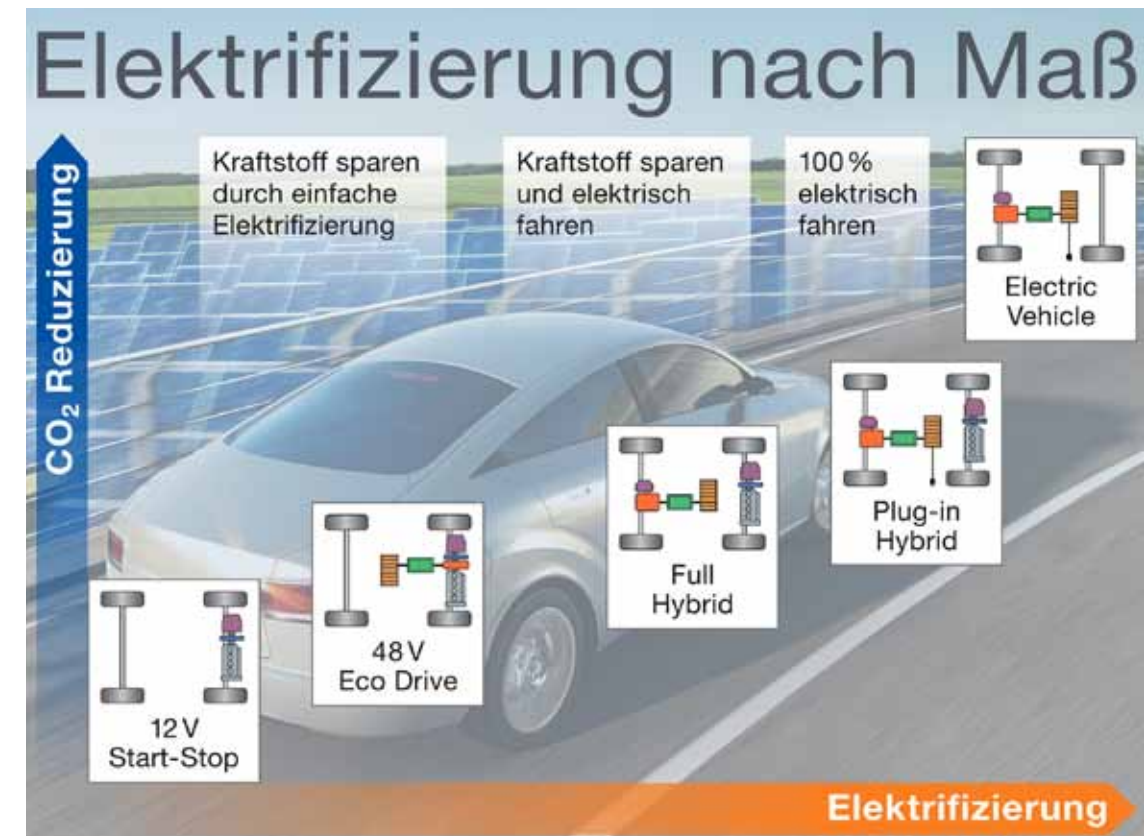 Elektrifizierung nach Maß
CO₂ Reduzierung
Kraftstoff sparen
durch einfache
Elektrifizierung
Kraftstoff sparen
und elektrisch
fahren
100 %
elektrisch
fahren
Electric
Vehicle
Plug-in
Hybrid
Full
Hybrid
48 V
Eco Drive
12 V
Start-Stop
Elektrifizierung